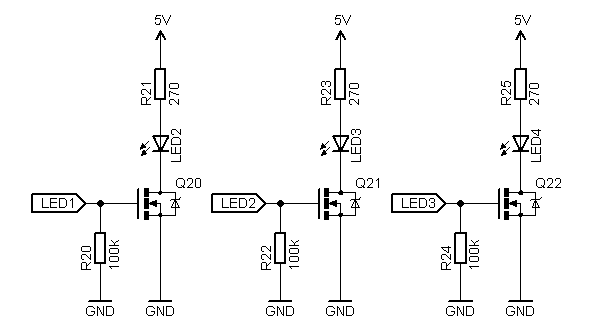 5V 5V 5V
R21 270 R23 270 R25 270
LED2 LED3 LED4
Q20 Q21 Q22
LED1 LED2 LED3
R20 100k R22 100k R24 100k
GND GND GND GND GND GND